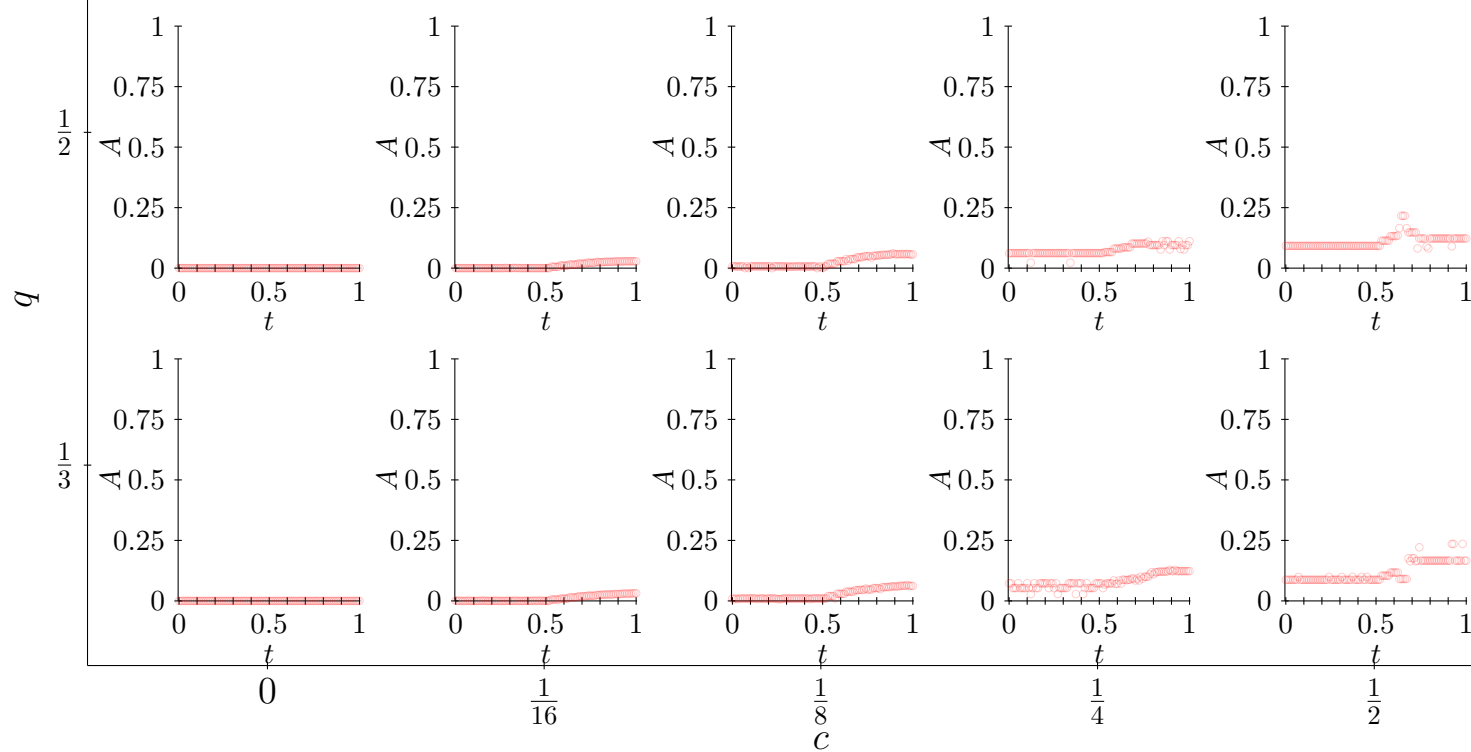 1 1 1 1 1
0.75 0.75 0.75 0.75 0.75
1/2 A 0.5 A 0.5 A 0.5 A 0.5 A 0.5
0.25 0.25 0.25 0.25 0.25
0 0 0 0 0
0 0.5 1 0 0.5 1 0 0.5 1 0 0.5 1 0 0.5 1
t t t t t
q
1 1 1 1 1
0.75 0.75 0.75 0.75 0.75
1/3 A 0.5 A 0.5 A 0.5 A 0.5 A 0.5
0.25 0.25 0.25 0.25 0.25
0 0 0 0 0
0 0.5 1 0 0.5 1 0 0.5 1 0 0.5 1 0 0.5 1
t t t t t
0 1/16 1/8 1/4 1/2
c